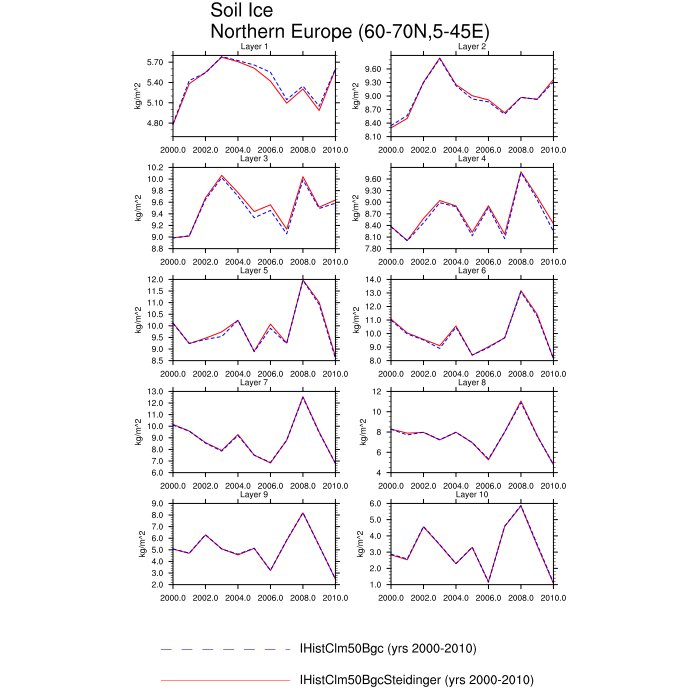 Soil Ice
Northern Europe (60-70N,5-45E)
Layer 1
Layer 2
5.70
5.40
5.10
4.80
kg/m^2
2000.0 2002.0 2004.0 2006.0 2008.0 2010.0
9.60
9.30
9.00
8.70
8.40
8.10
kg/m^2
2000.0 2002.0 2004.0 2006.0 2008.0 2010.0
Layer 3
Layer 4
10.2
10.0
9.8
9.6
9.4
9.2
9.0
8.8
kg/m^2
2000.0 2002.0 2004.0 2006.0 2008.0 2010.0
9.60
9.30
9.00
8.70
8.40
8.10
7.80
kg/m^2
2000.0 2002.0 2004.0 2006.0 2008.0 2010.0
Layer 5
Layer 6
12.0
11.5
11.0
10.5
10.0
9.5
9.0
8.5
kg/m^2
2000.0 2002.0 2004.0 2006.0 2008.0 2010.0
14.0
13.0
12.0
11.0
10.0
9.0
8.0
kg/m^2
2000.0 2002.0 2004.0 2006.0 2008.0 2010.0
Layer 7
Layer 8
13.0
12.0
11.0
10.0
9.0
8.0
7.0
6.0
kg/m^2
2000.0 2002.0 2004.0 2006.0 2008.0 2010.0
12
10
8
6
4
kg/m^2
2000.0 2002.0 2004.0 2006.0 2008.0 2010.0
Layer 9
Layer 10
9.0
8.0
7.0
6.0
5.0
4.0
3.0
2.0
kg/m^2
2000.0 2002.0 2004.0 2006.0 2008.0 2010.0
6.0
5.0
4.0
3.0
2.0
1.0
kg/m^2
2000.0 2002.0 2004.0 2006.0 2008.0 2010.0
IHistClm50Bgc (yrs 2000-2010)
IHistClm50BgcSteidinger (yrs 2000-2010)